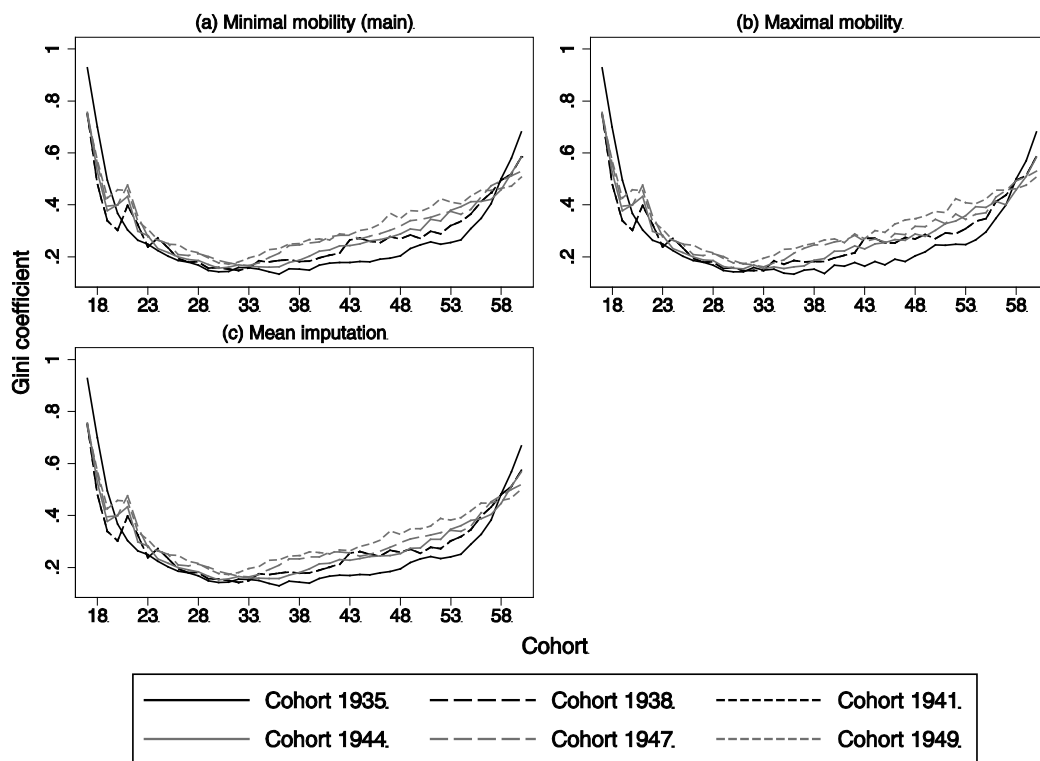 (a) Minimal mobility (main).
(b) Maximal mobility.
1
.8
.6
.4
.2
18. 23. 28. 33. 38. 43. 48. 53. 58.
1
.8
.6
.4
.2
18. 23. 28. 33. 38. 43. 48. 53. 58.
Gini coefficient
(c) Mean imputation.
1
.8
.6
.4
.2
18. 23. 28. 33. 38. 43. 48. 53. 58.
Cohort.
Cohort 1935. Cohort 1938. Cohort 1941.
Cohort 1944. Cohort 1947. Cohort 1949.